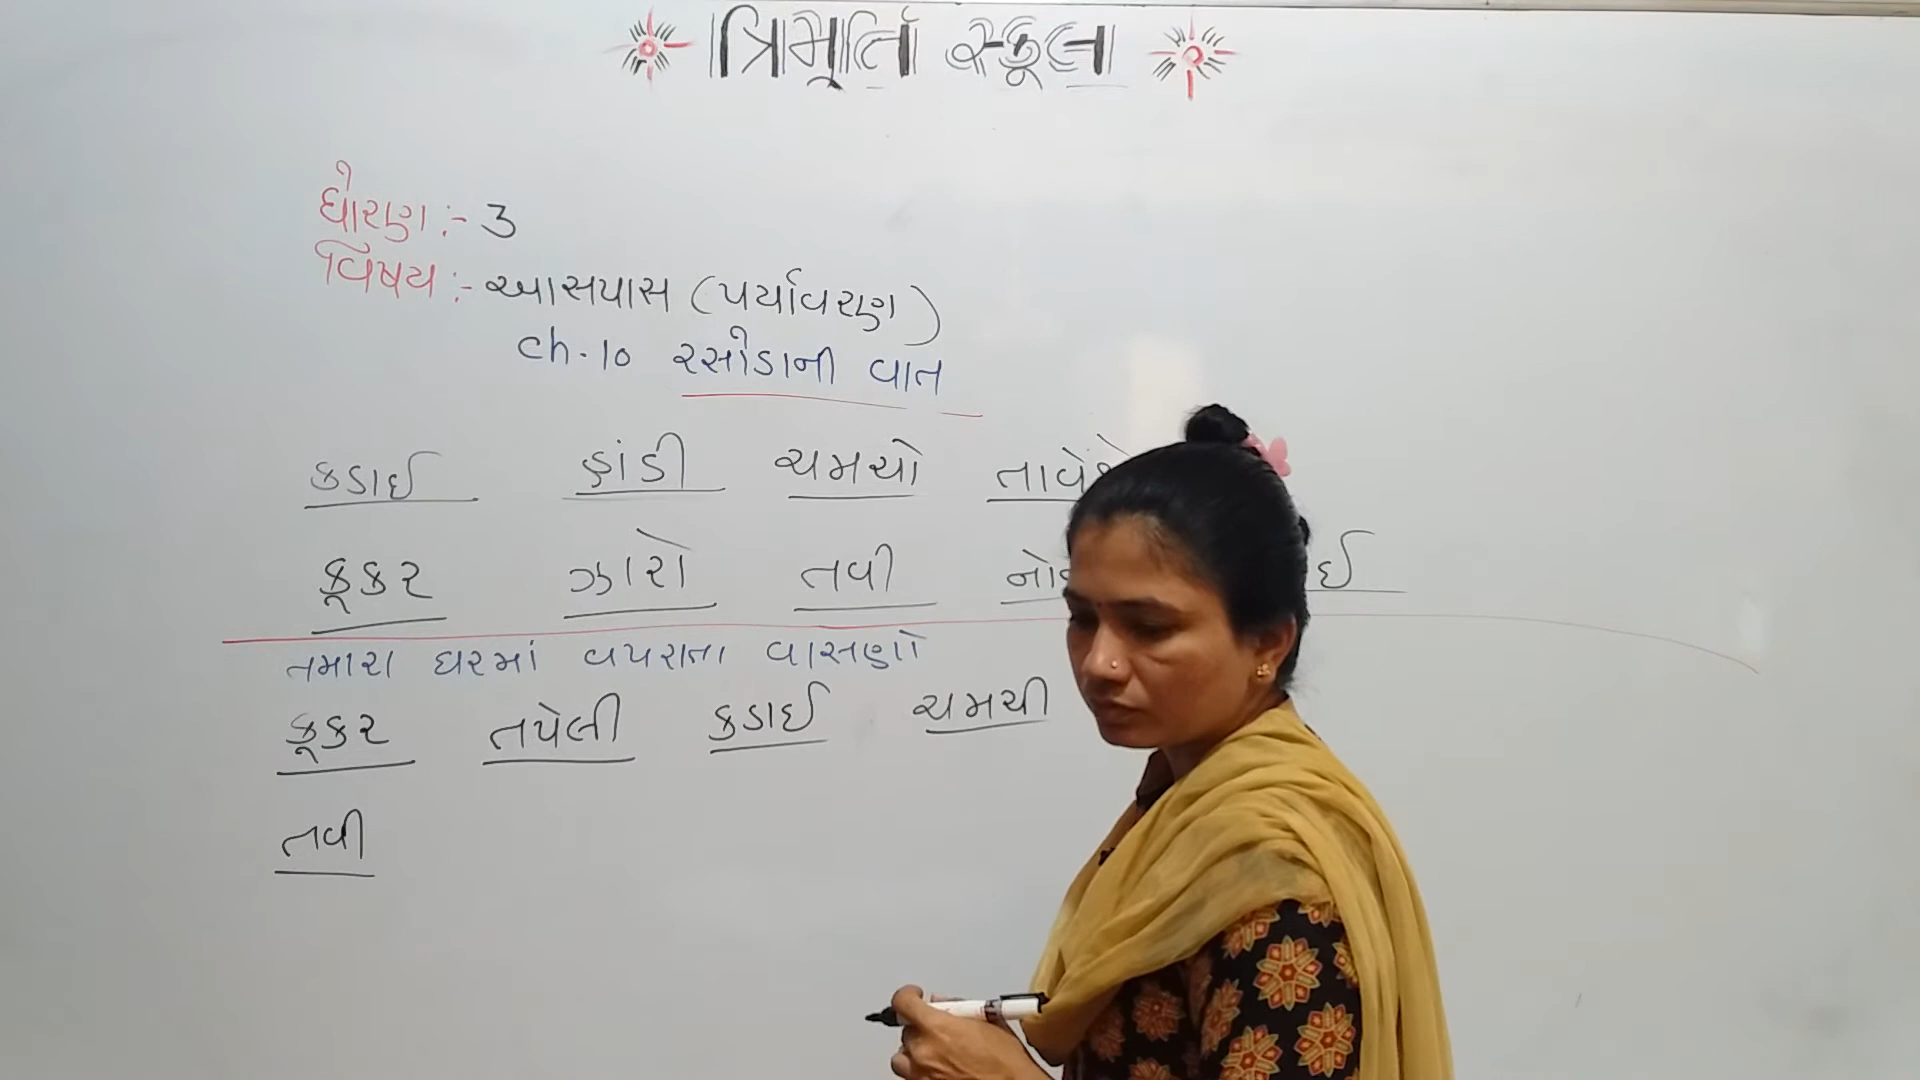 ત્રિમૂર્તિ સ્કૂલ
ધોરણ :- 3
વિષય :- આસપાસ (પર્યાવરણ)
ch. 10 રસોડાની વાત
કડાઈ હાંડી ચમચો
કૂકર ઝારો તવી
તમારા ઘરમાં વપરાતા વાસણો
કૂકર તપેલી કડાઈ ચમચી
તવી